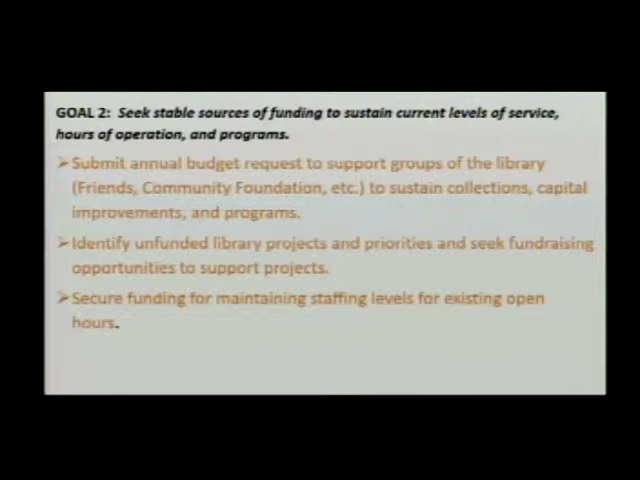 GOAL 2: Seek stable sources of funding to sustain current levels of service,
hours of operation, and programs.
➢Submit annual budget request to support groups of the library
(Friends, Community Foundation, etc.) to sustain collections, capital
improvements, and programs.
➢Identify unfunded library projects and priorities and seek fundraising
opportunities to support projects.
➢Secure funding for maintaining staffing levels for existing open
hours.